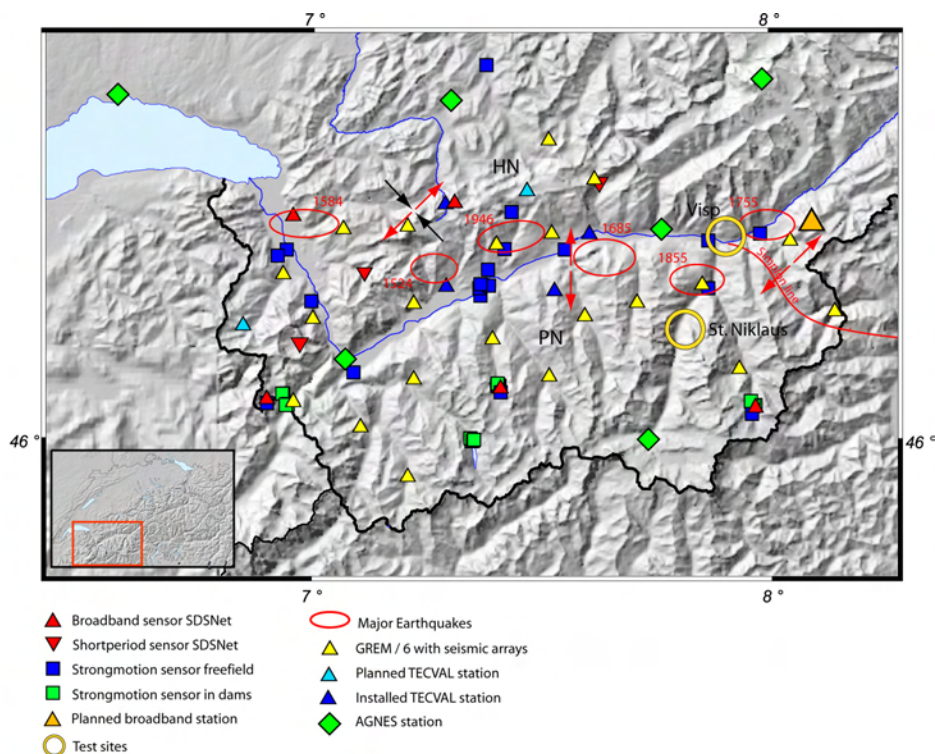 7 °
8 °
HN
1584
1755
Visp
1946
1685
1524
1855
Simplon line
St. Niklaus
PN
46 °
46 °
7 °
8 °
Broadband sensor SDSNet
Shortperiod sensor SDSNet
Strongmotion sensor freefield
Strongmotion sensor in dams
Planned broadband station
Test sites
Major Earthquakes
GREM / 6 with seismic arrays
Planned TECVAL station
Installed TECVAL station
AGNES station